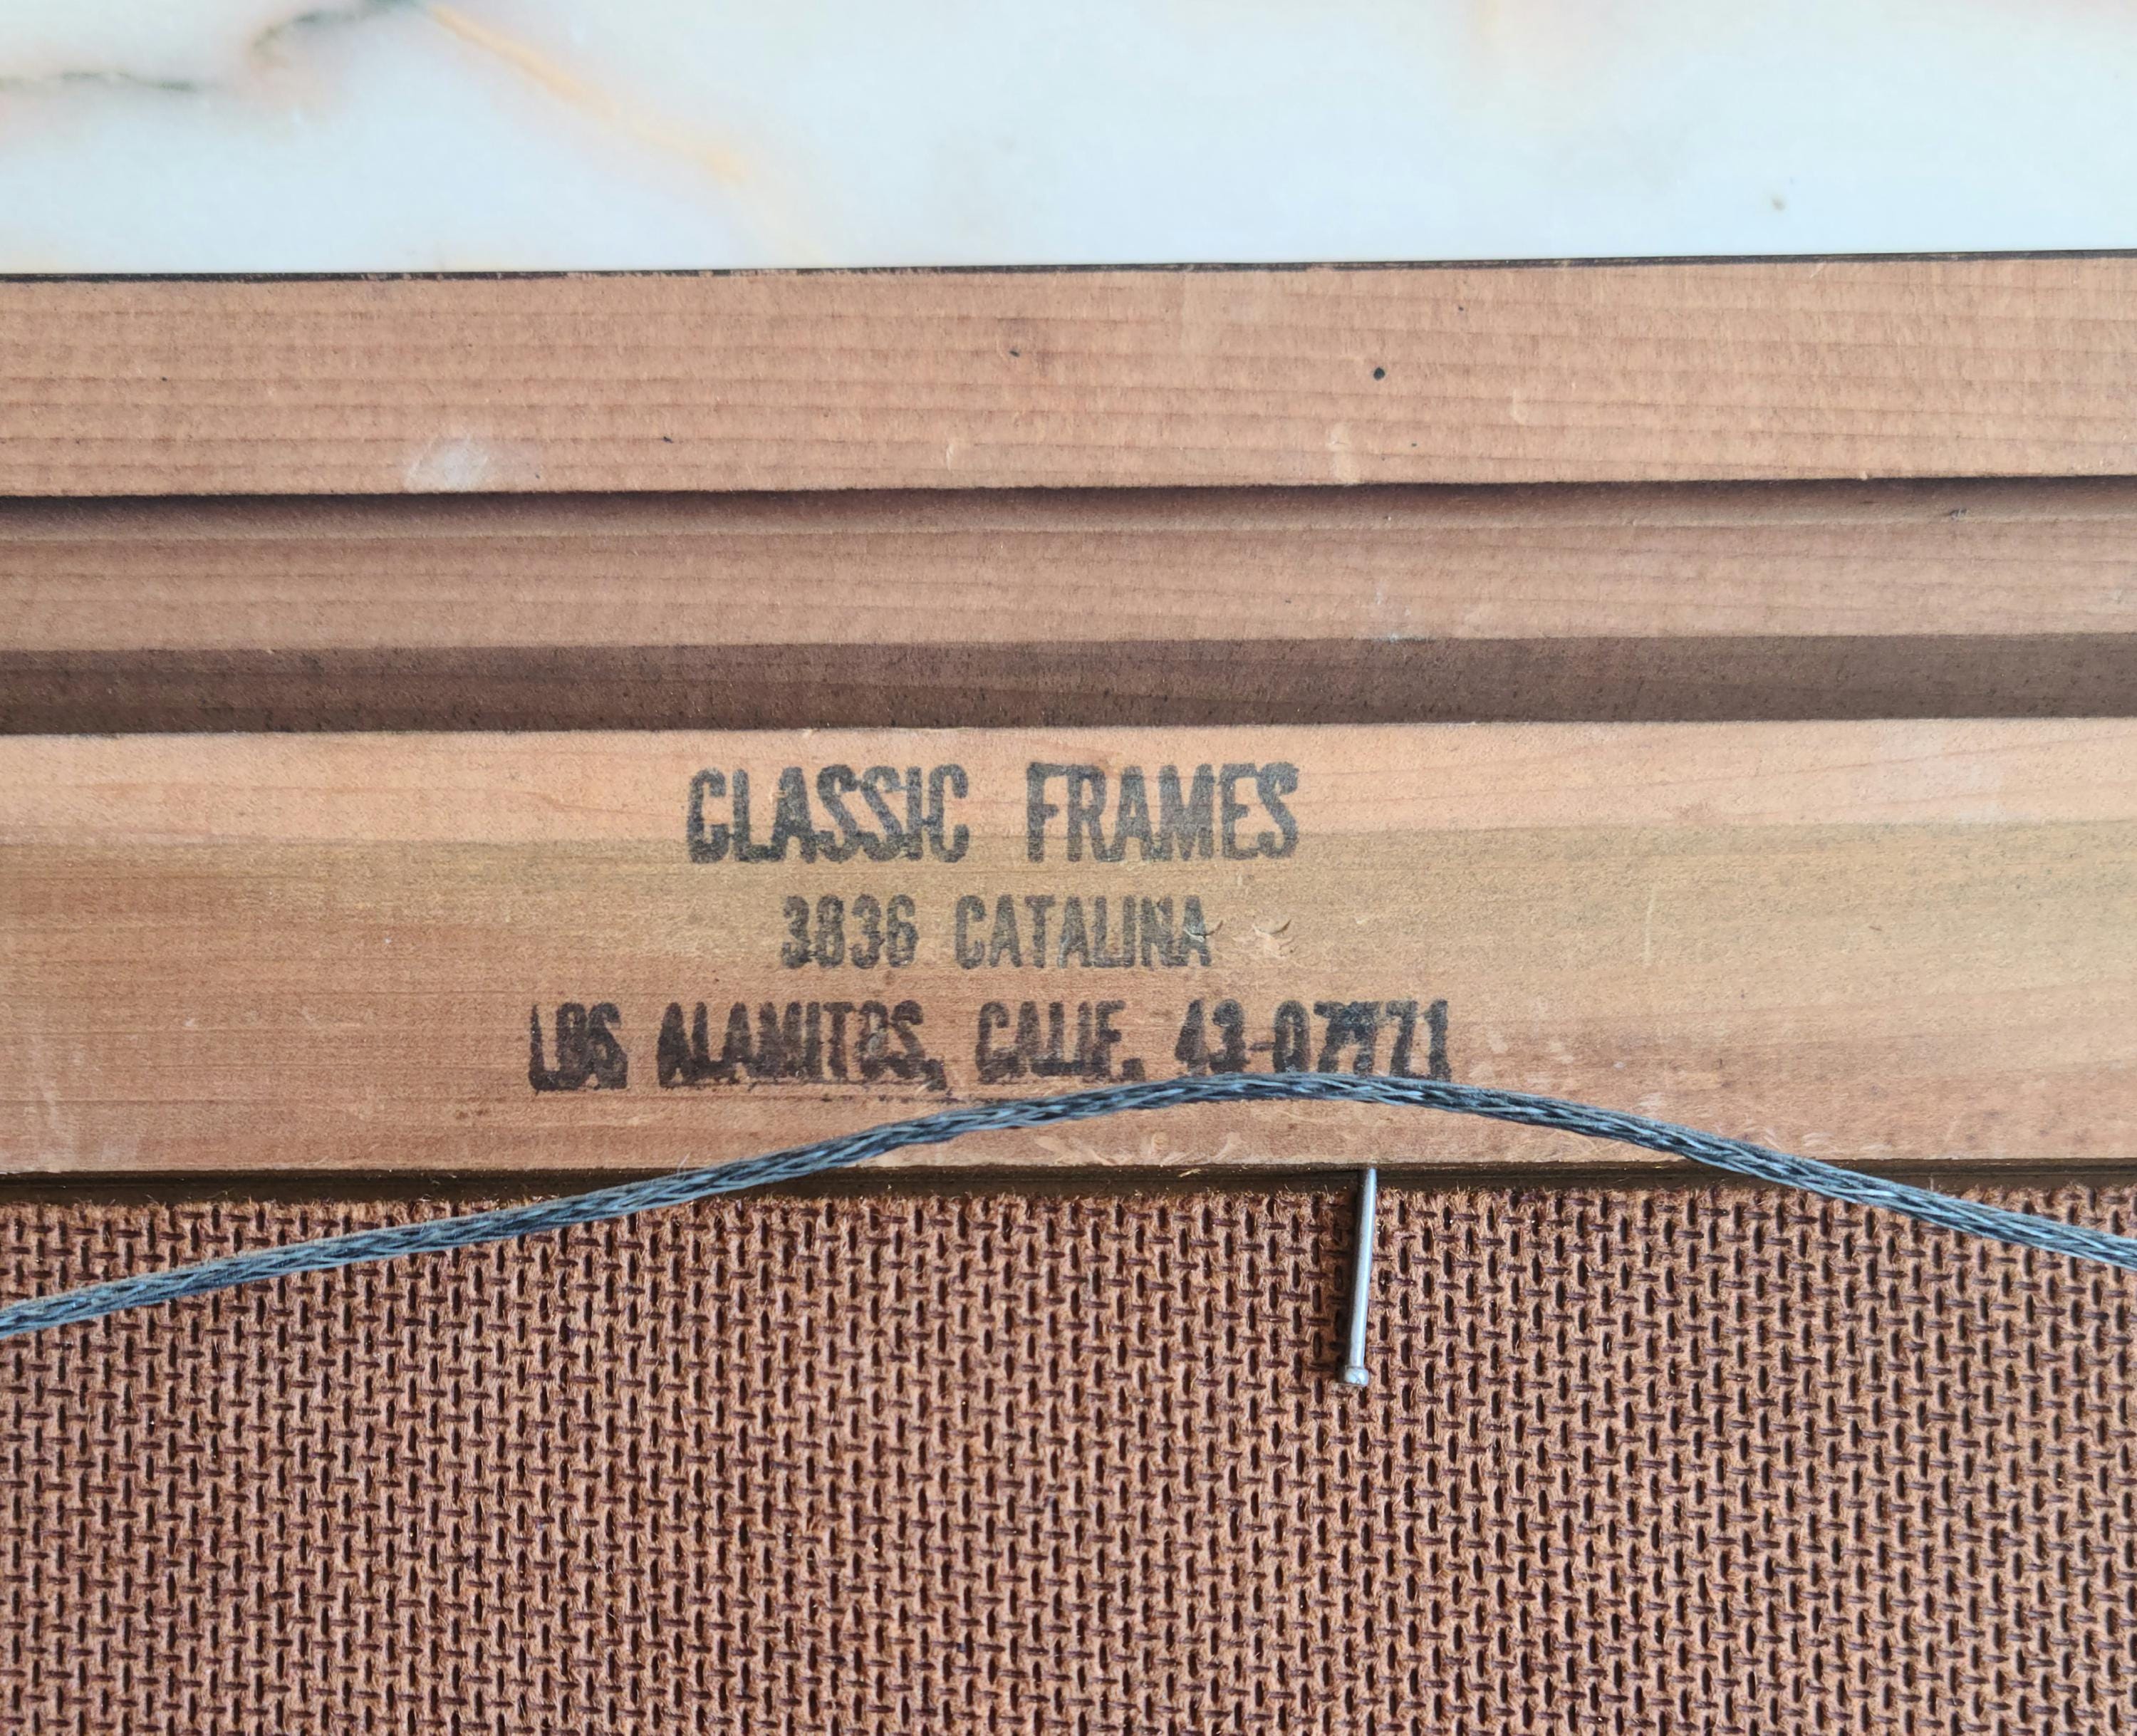 CLASSIC FRAMES
3836 CATALINA
LOS ALAMITOS, CALIF.